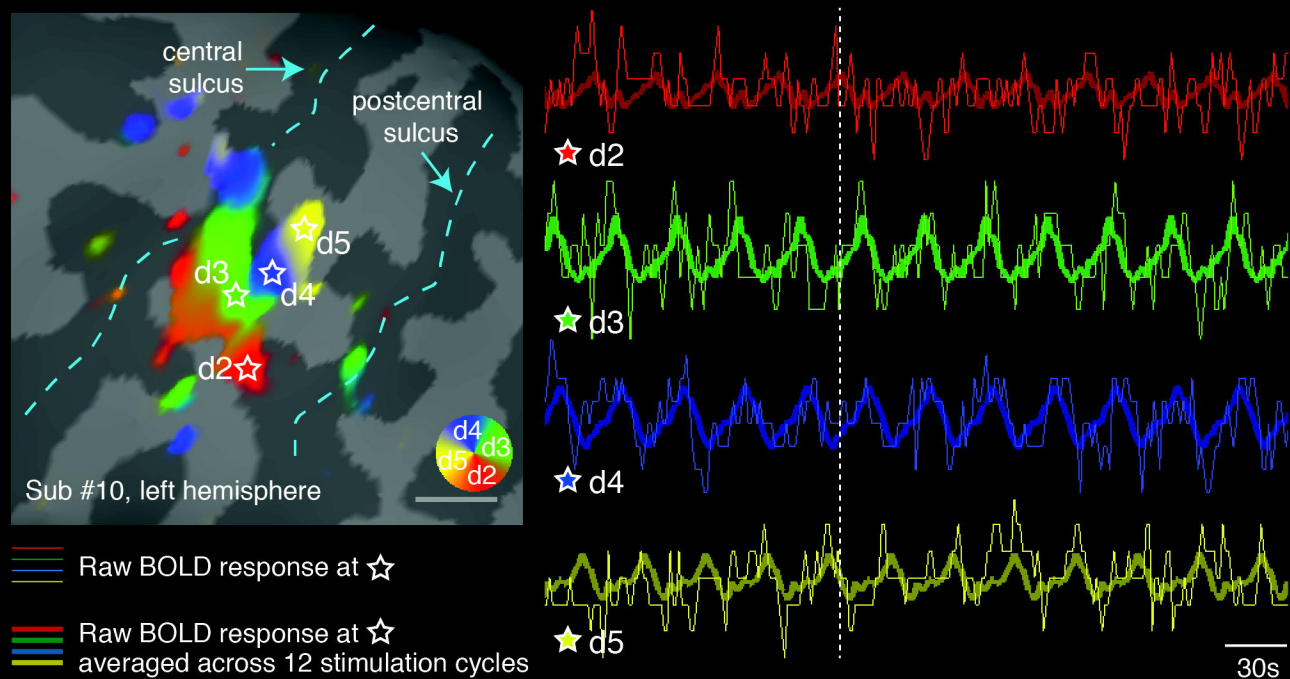 central
sulcus
postcentral
sulcus
d5
d3
d4
d2
d4
d3
d5
d2
Sub #10, left hemisphere
Raw BOLD response at ☆
Raw BOLD response at ☆
averaged across 12 stimulation cycles
d2
d3
d4
d5
30s